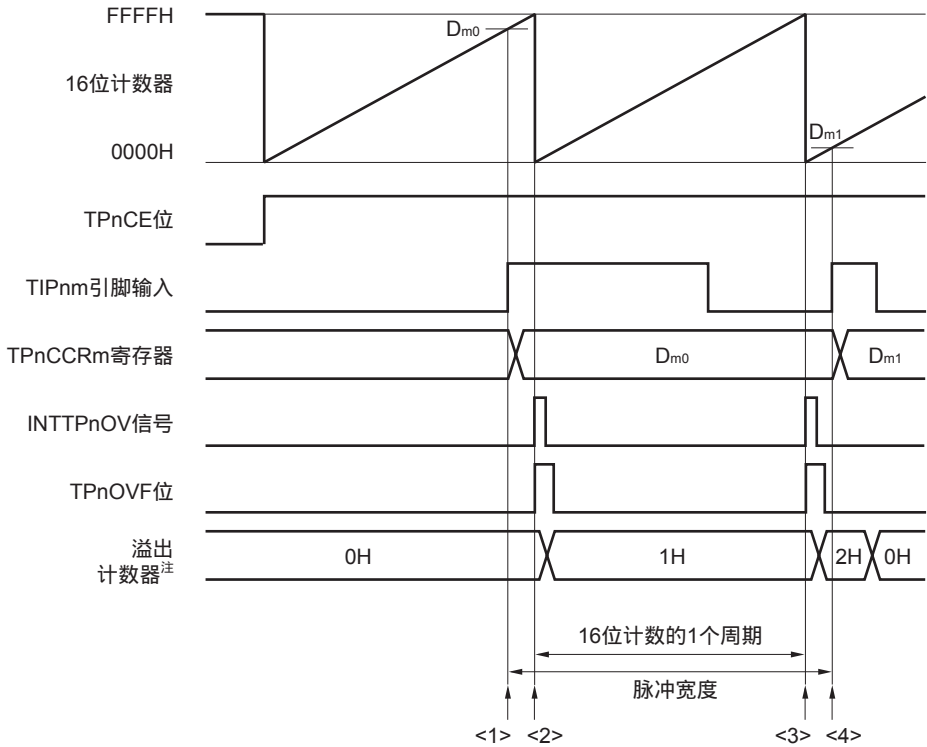 FFFFH
Dm0
16位计数器
Dm1
0000H
TPnCE位
TIPnm引脚输入
TPnCCRm寄存器
Dm0
Dm1
INTTPnOV信号
TPnOVF位
溢出
计数器注
0H
1H
2H
0H
16位计数的1个周期
脉冲宽度
<1>
<2>
<3>
<4>